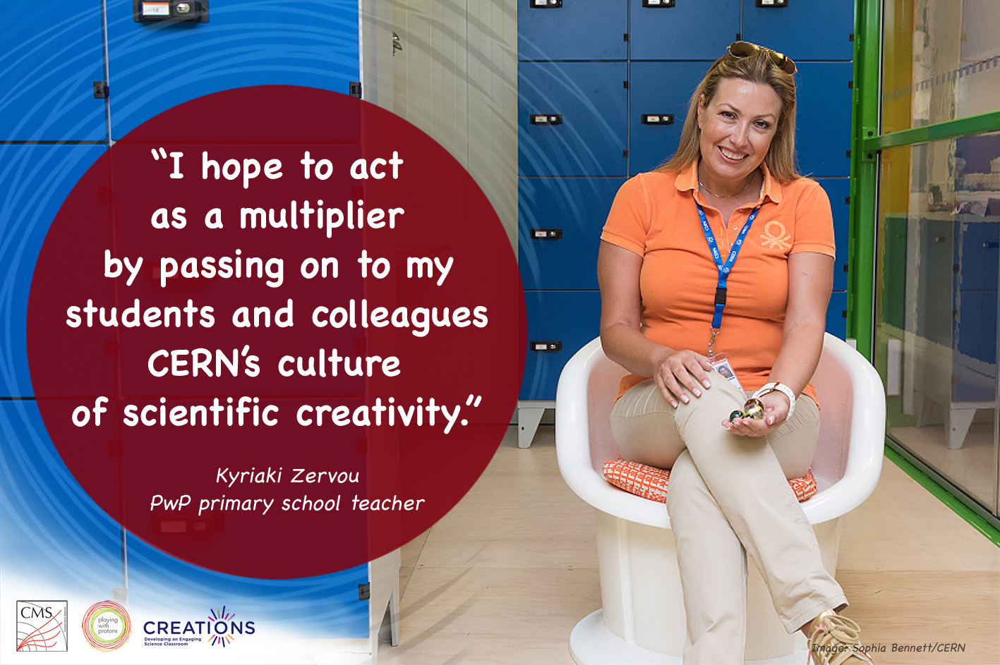 “I hope to act
as a multiplier
by passing on to my
students and colleagues
CERN’s culture
of scientific creativity.”
Kyriaki Zervou
PwP primary school teacher
CMS
playing
with
protons
CREATIONS
Developing an Engaging
Science Classroom
Image: Sophia Bennett/CERN
CERN